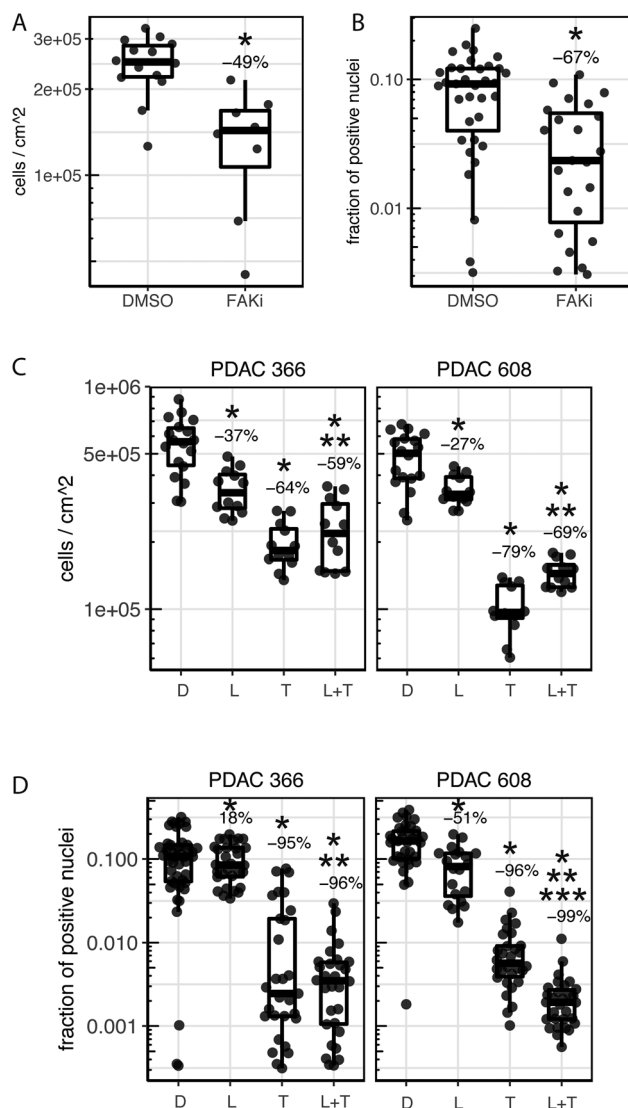 A
cells / cm^2
3e+05
2e+05
1e+05
*
−49%
DMSO
FAKi
B
fraction of positive nuclei
0.10
0.01
*
−67%
DMSO
FAKi
C
PDAC 366
PDAC 608
cells / cm^2
1e+06
5e+05
1e+05
*
−37%
*
−64%
*
**
−59%
*
−27%
*
−79%
*
**
−69%
D L T L+T
D L T L+T
D
PDAC 366
PDAC 608
fraction of positive nuclei
0.100
0.010
0.001
*
18%
*
−95%
*
**
−96%
*
−51%
*
−96%
*
**
***
−99%
D L T L+T
D L T L+T